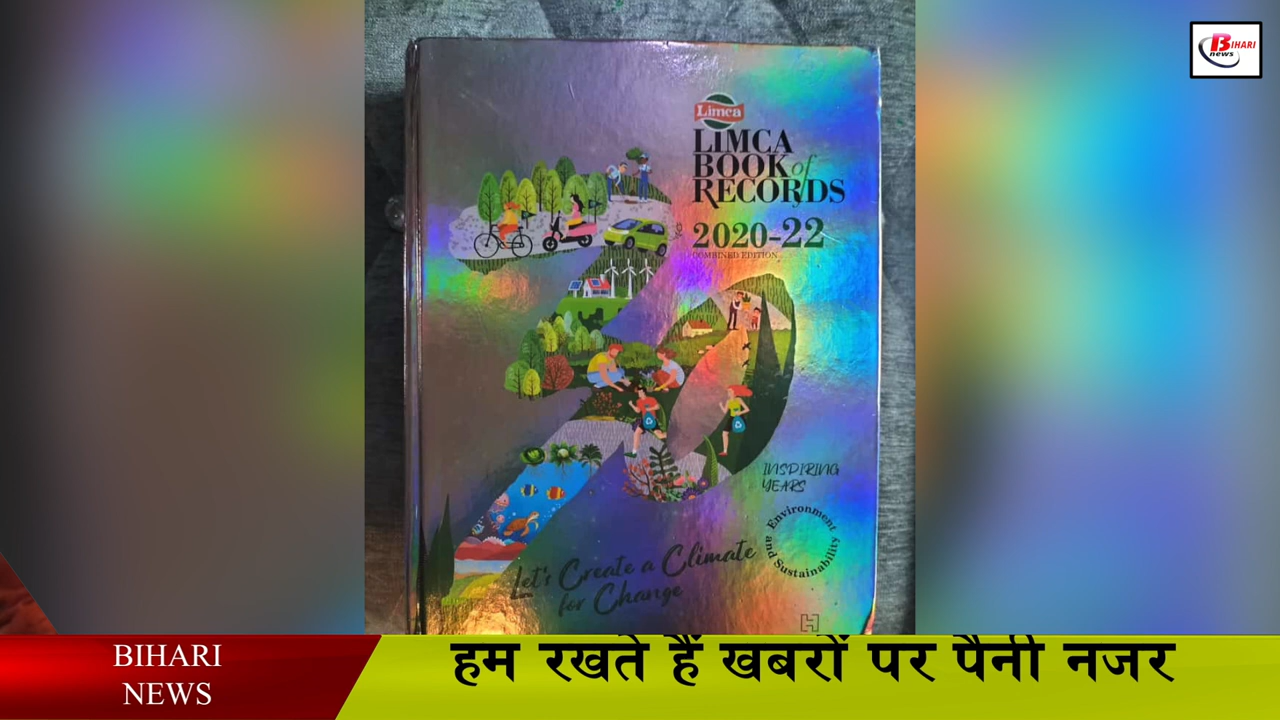 BIHARI
news
Limca
LIMCA
BOOK of
RECORDS
2020-22
COMBINED EDITION
INSPIRING
YEARS
Environment
and Sustainability
Let's Create a Climate
for Change
BIHARI
NEWS
हम रखते हैं खबरों पर पैनी नजर